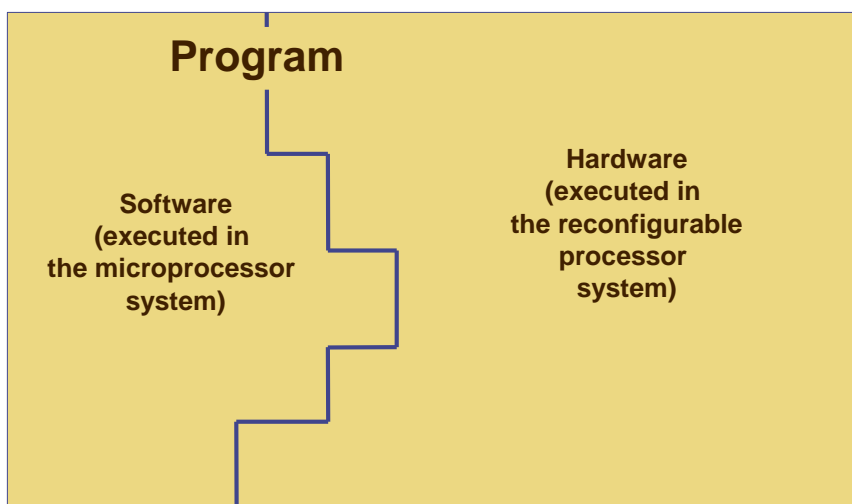 Program
Software
(executed in
the microprocessor
system)
Hardware
(executed in
the reconfigurable
processor
system)